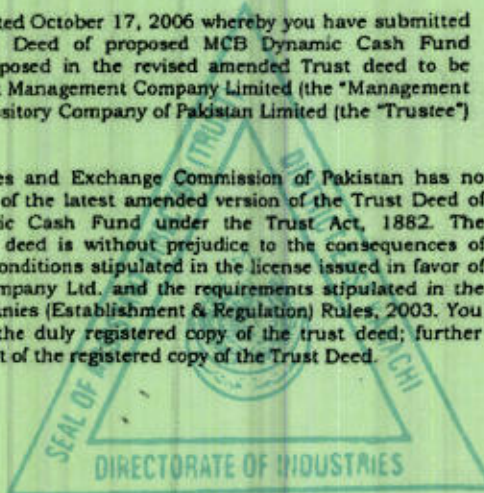 ted October 17, 2006 whereby you have submitted
Deed of proposed MCB Dynamic Cash Fund
posed in the revised amended Trust deed to be
Management Company Limited (the "Management
sitory Company of Pakistan Limited (the "Trustee")
es and Exchange Commission of Pakistan has no
of the latest amended version of the Trust Deed of
ic Cash Fund under the Trust Act, 1882. The
deed is without prejudice to the consequences of
onditions stipulated in the license issued in favor of
mpany Ltd. and the requirements stipulated in the
anies (Establishment & Regulation) Rules, 2003. You
the duly registered copy of the trust deed; further
t of the registered copy of the Trust Deed.
SEAL OF
(TRU
DIRECTORATE OF INDUSTRIES